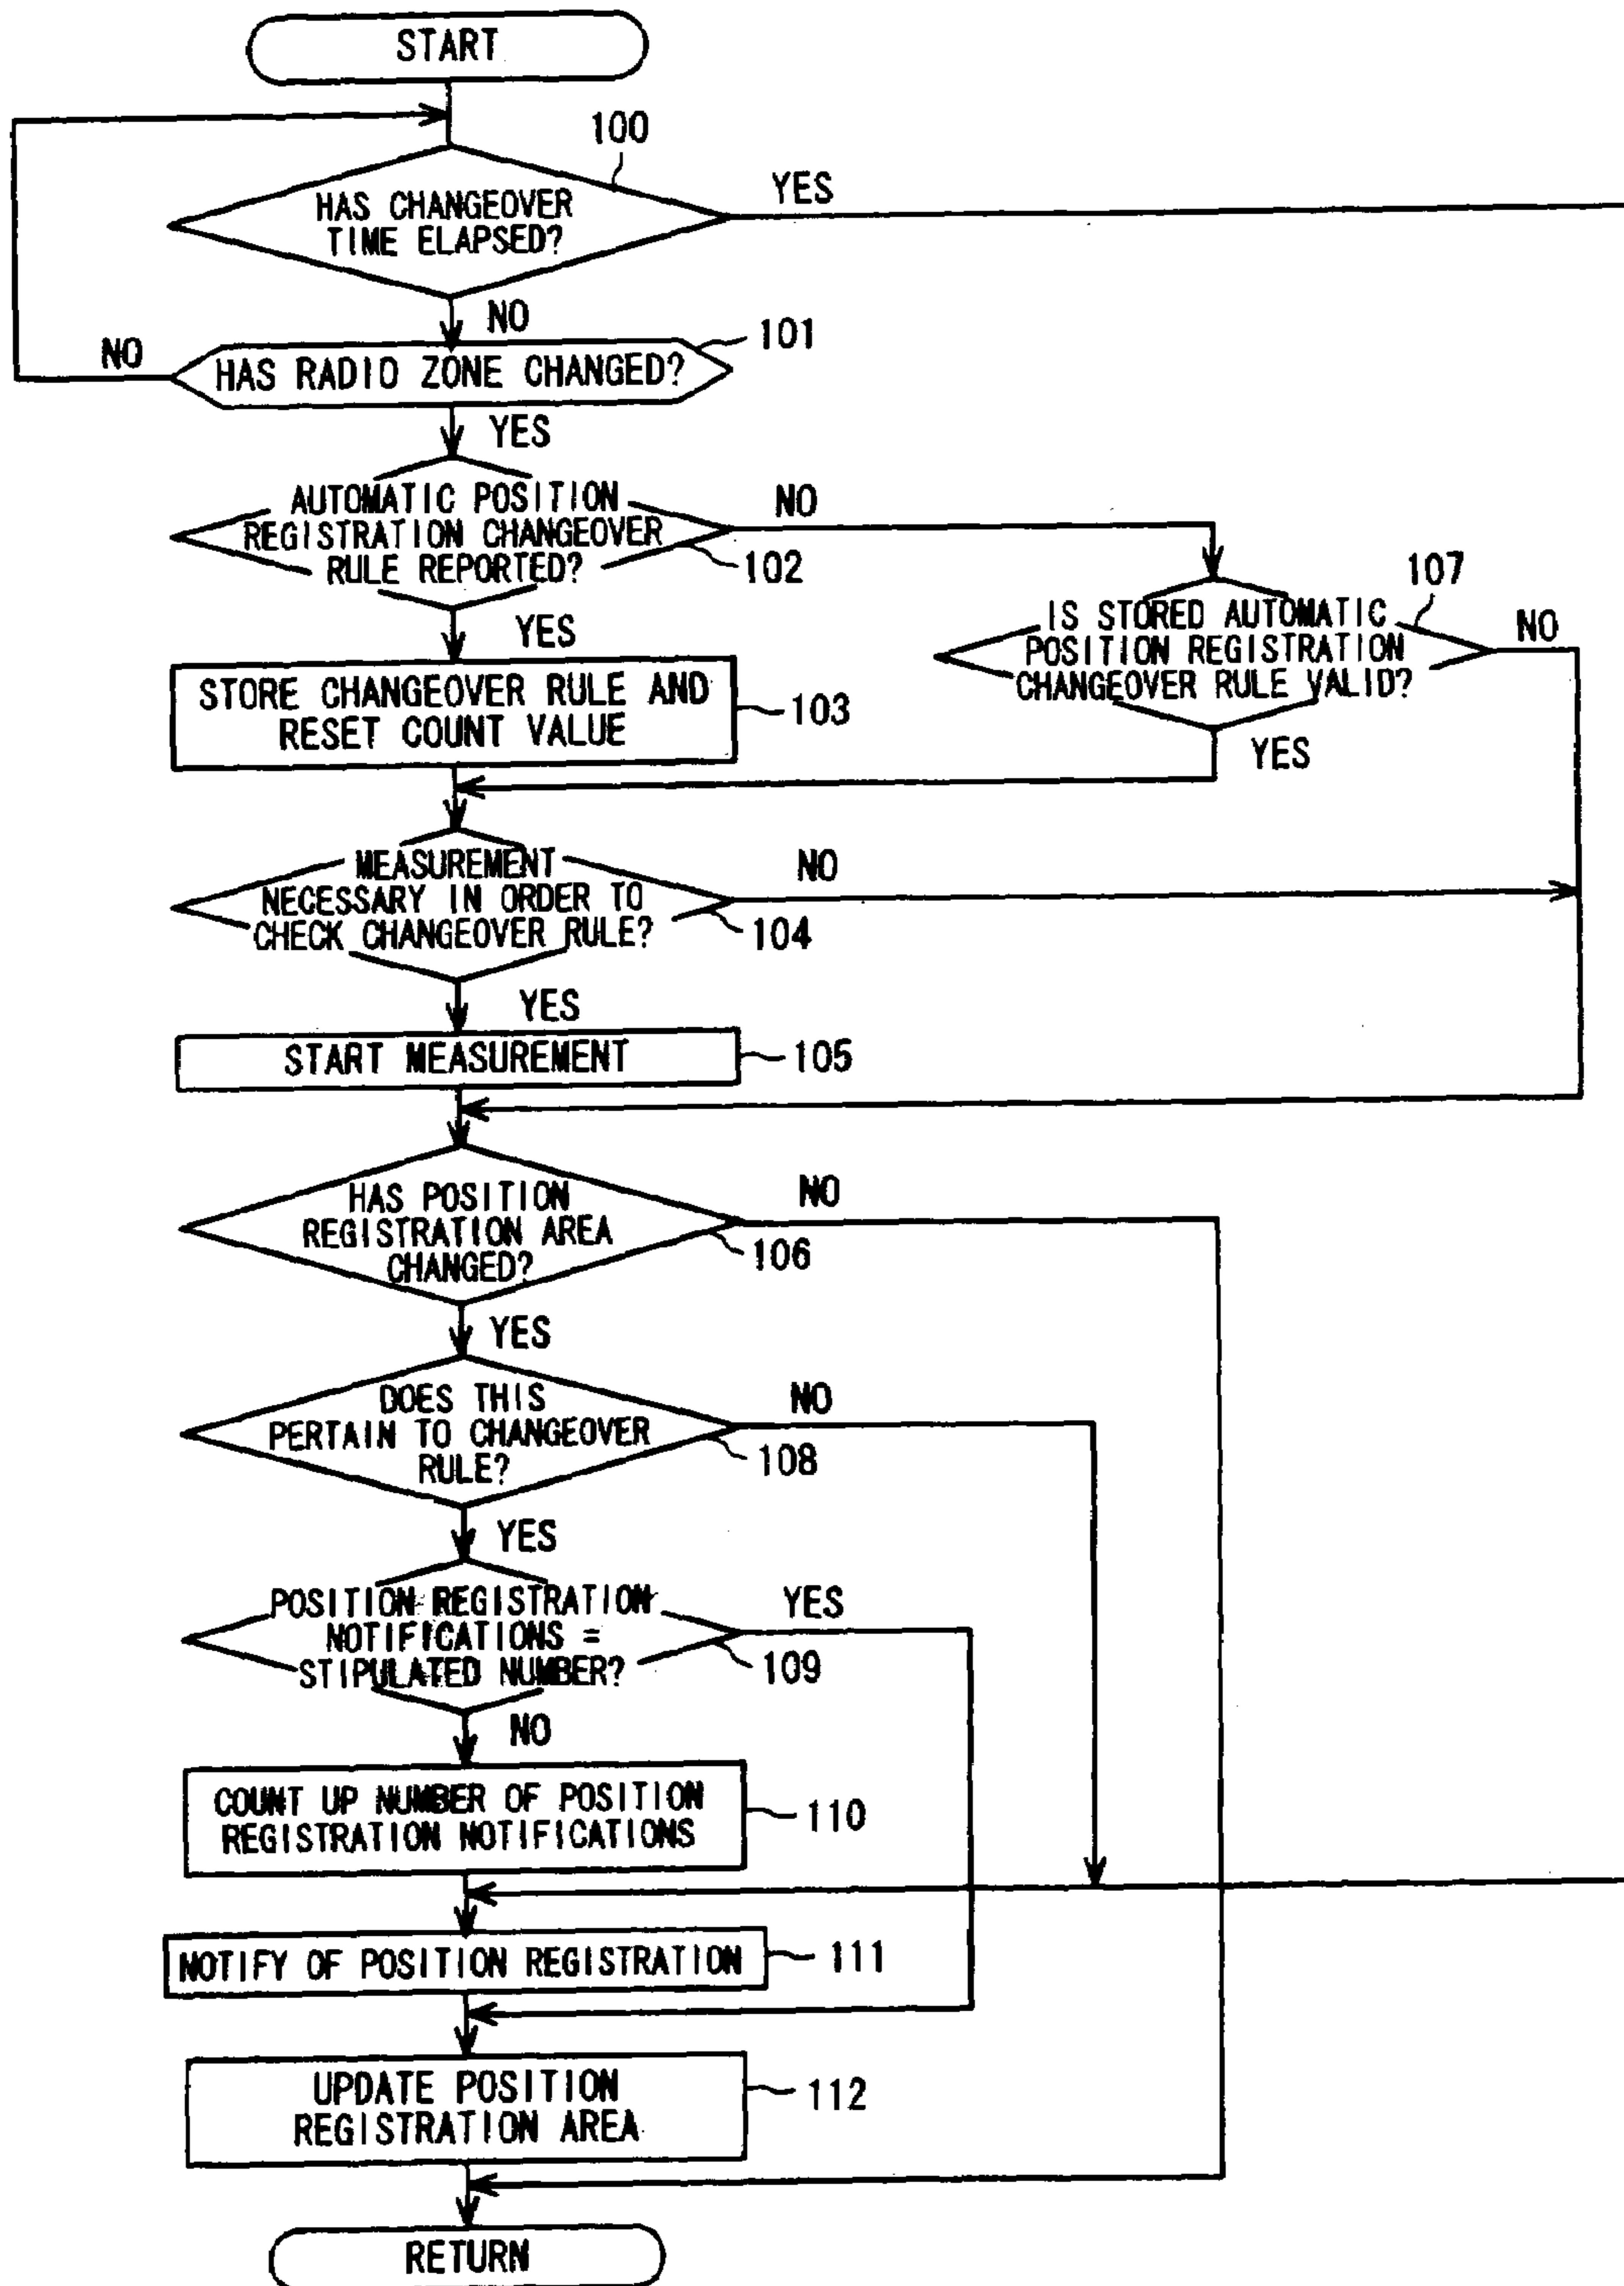 START
100
HAS CHANGEOVER
TIME ELAPSED?
YES
NO
101
HAS RADIO ZONE CHANGED?
NO
YES
AUTOMATIC POSITION
REGISTRATION CHANGEOVER
RULE REPORTED?
102
NO
YES
107
IS STORED AUTOMATIC
POSITION REGISTRATION
CHANGEOVER RULE VALID?
NO
YES
STORE CHANGEOVER RULE AND
RESET COUNT VALUE
103
MEASUREMENT
NECESSARY IN ORDER TO
CHECK CHANGEOVER RULE?
104
NO
YES
START MEASUREMENT
105
HAS POSITION
REGISTRATION AREA
CHANGED?
106
NO
YES
DOES THIS
PERTAIN TO CHANGEOVER
RULE?
108
NO
YES
POSITION REGISTRATION
NOTIFICATIONS =
STIPULATED NUMBER?
109
YES
NO
COUNT UP NUMBER OF POSITION
REGISTRATION NOTIFICATIONS
110
NOTIFY OF POSITION REGISTRATION
111
UPDATE POSITION
REGISTRATION AREA
112
RETURN